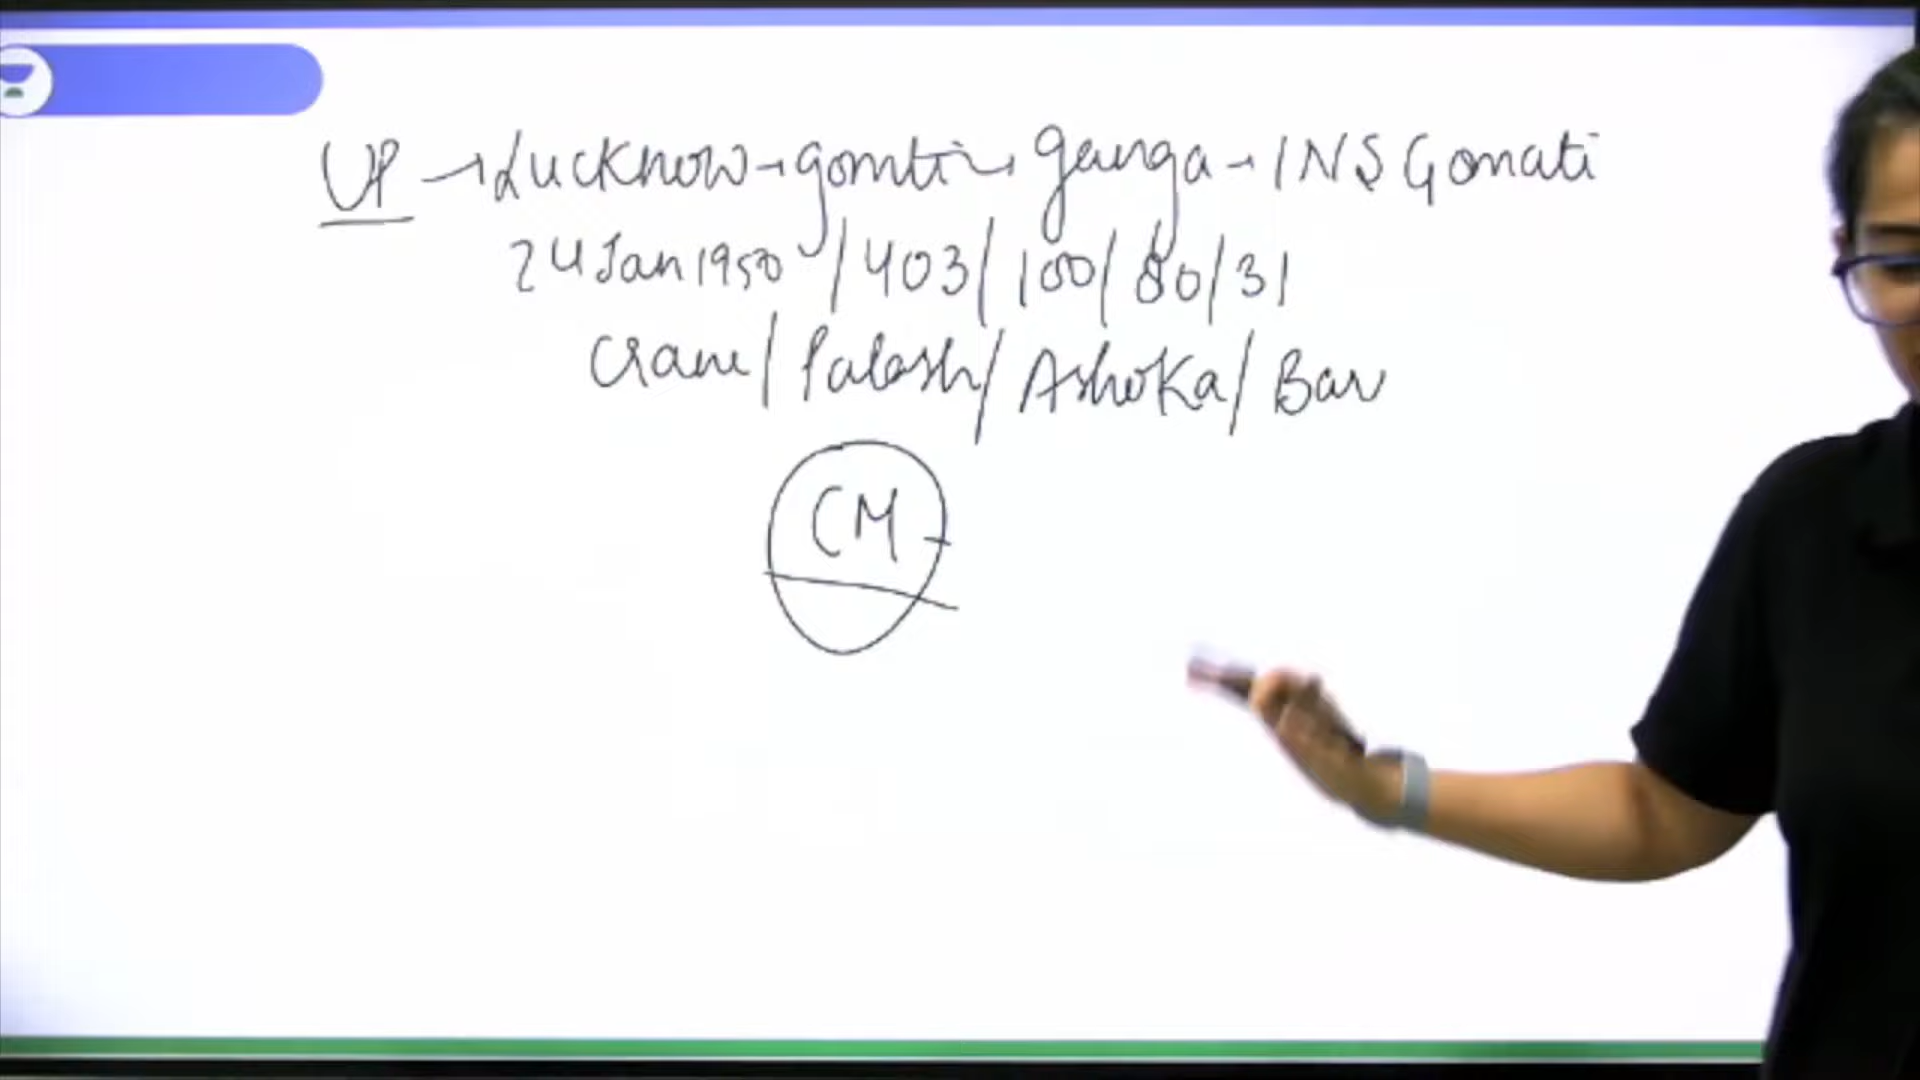 UP → Lucknow → gomti → ganga → INS Gomati
24 Jan 1950 / 403 / 100 / 80 / 31
Crane / Palash / Ashoka / Bar
CM